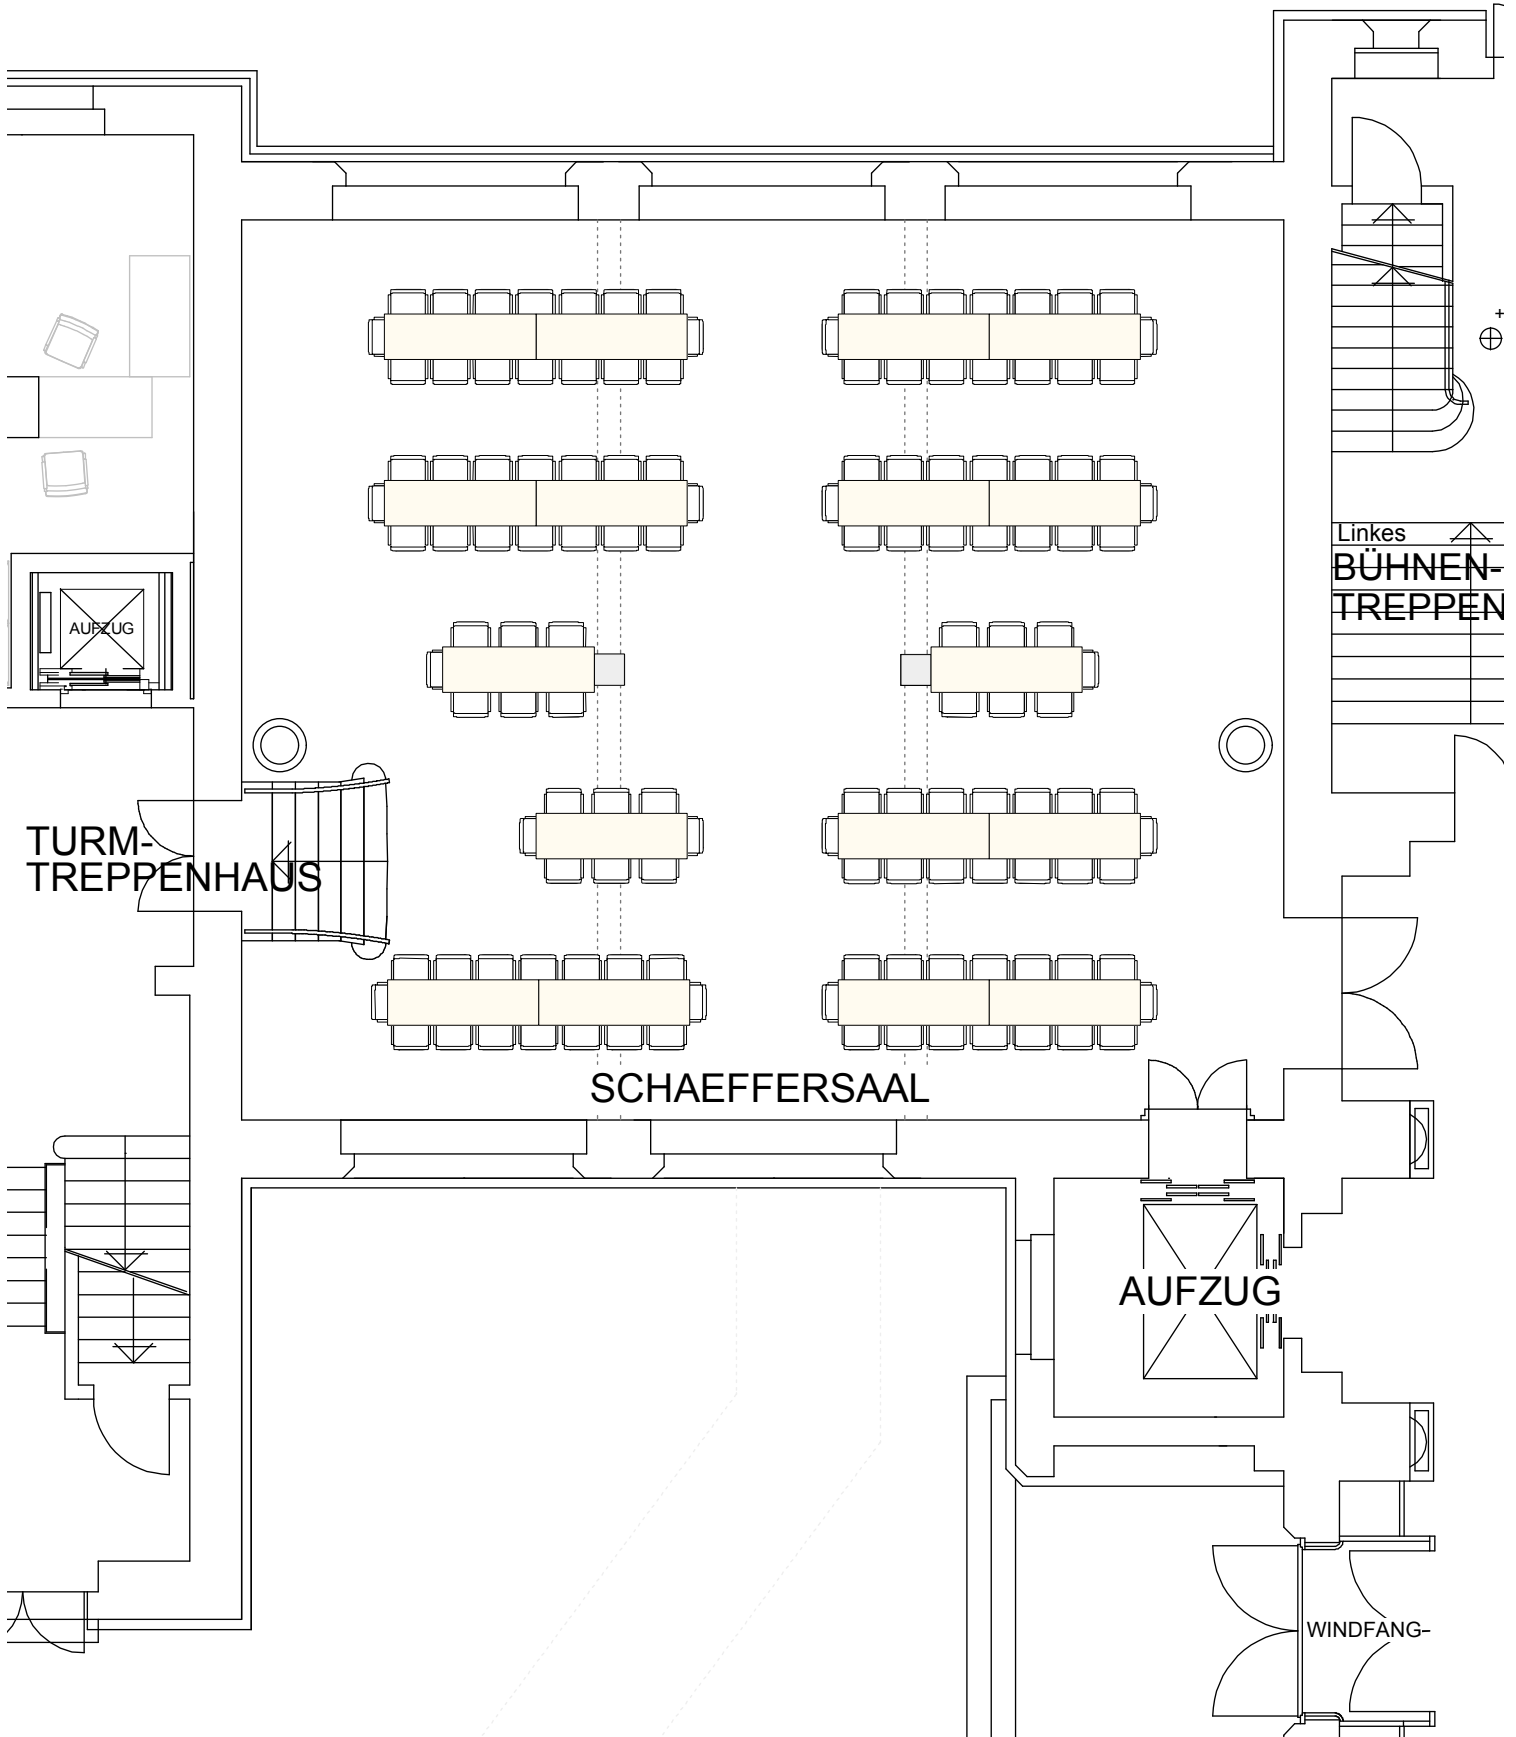 Linkes
BÜHNEN-
TREPPEN
AUFZUG
TURM-
TREPPENHAUS
SCHAEFFERSAAL
AUFZUG
WINDFANG-